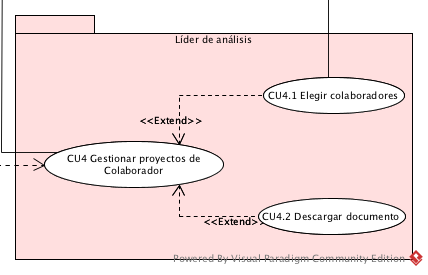 Líder de análisis
CU4.1 Elegir colaboradores
<<Extend>>
CU4 Gestionar proyectos de
Colaborador
CU4.2 Descargar documento
<<Extend>>
Powered By Visual Paradigm Community Edition